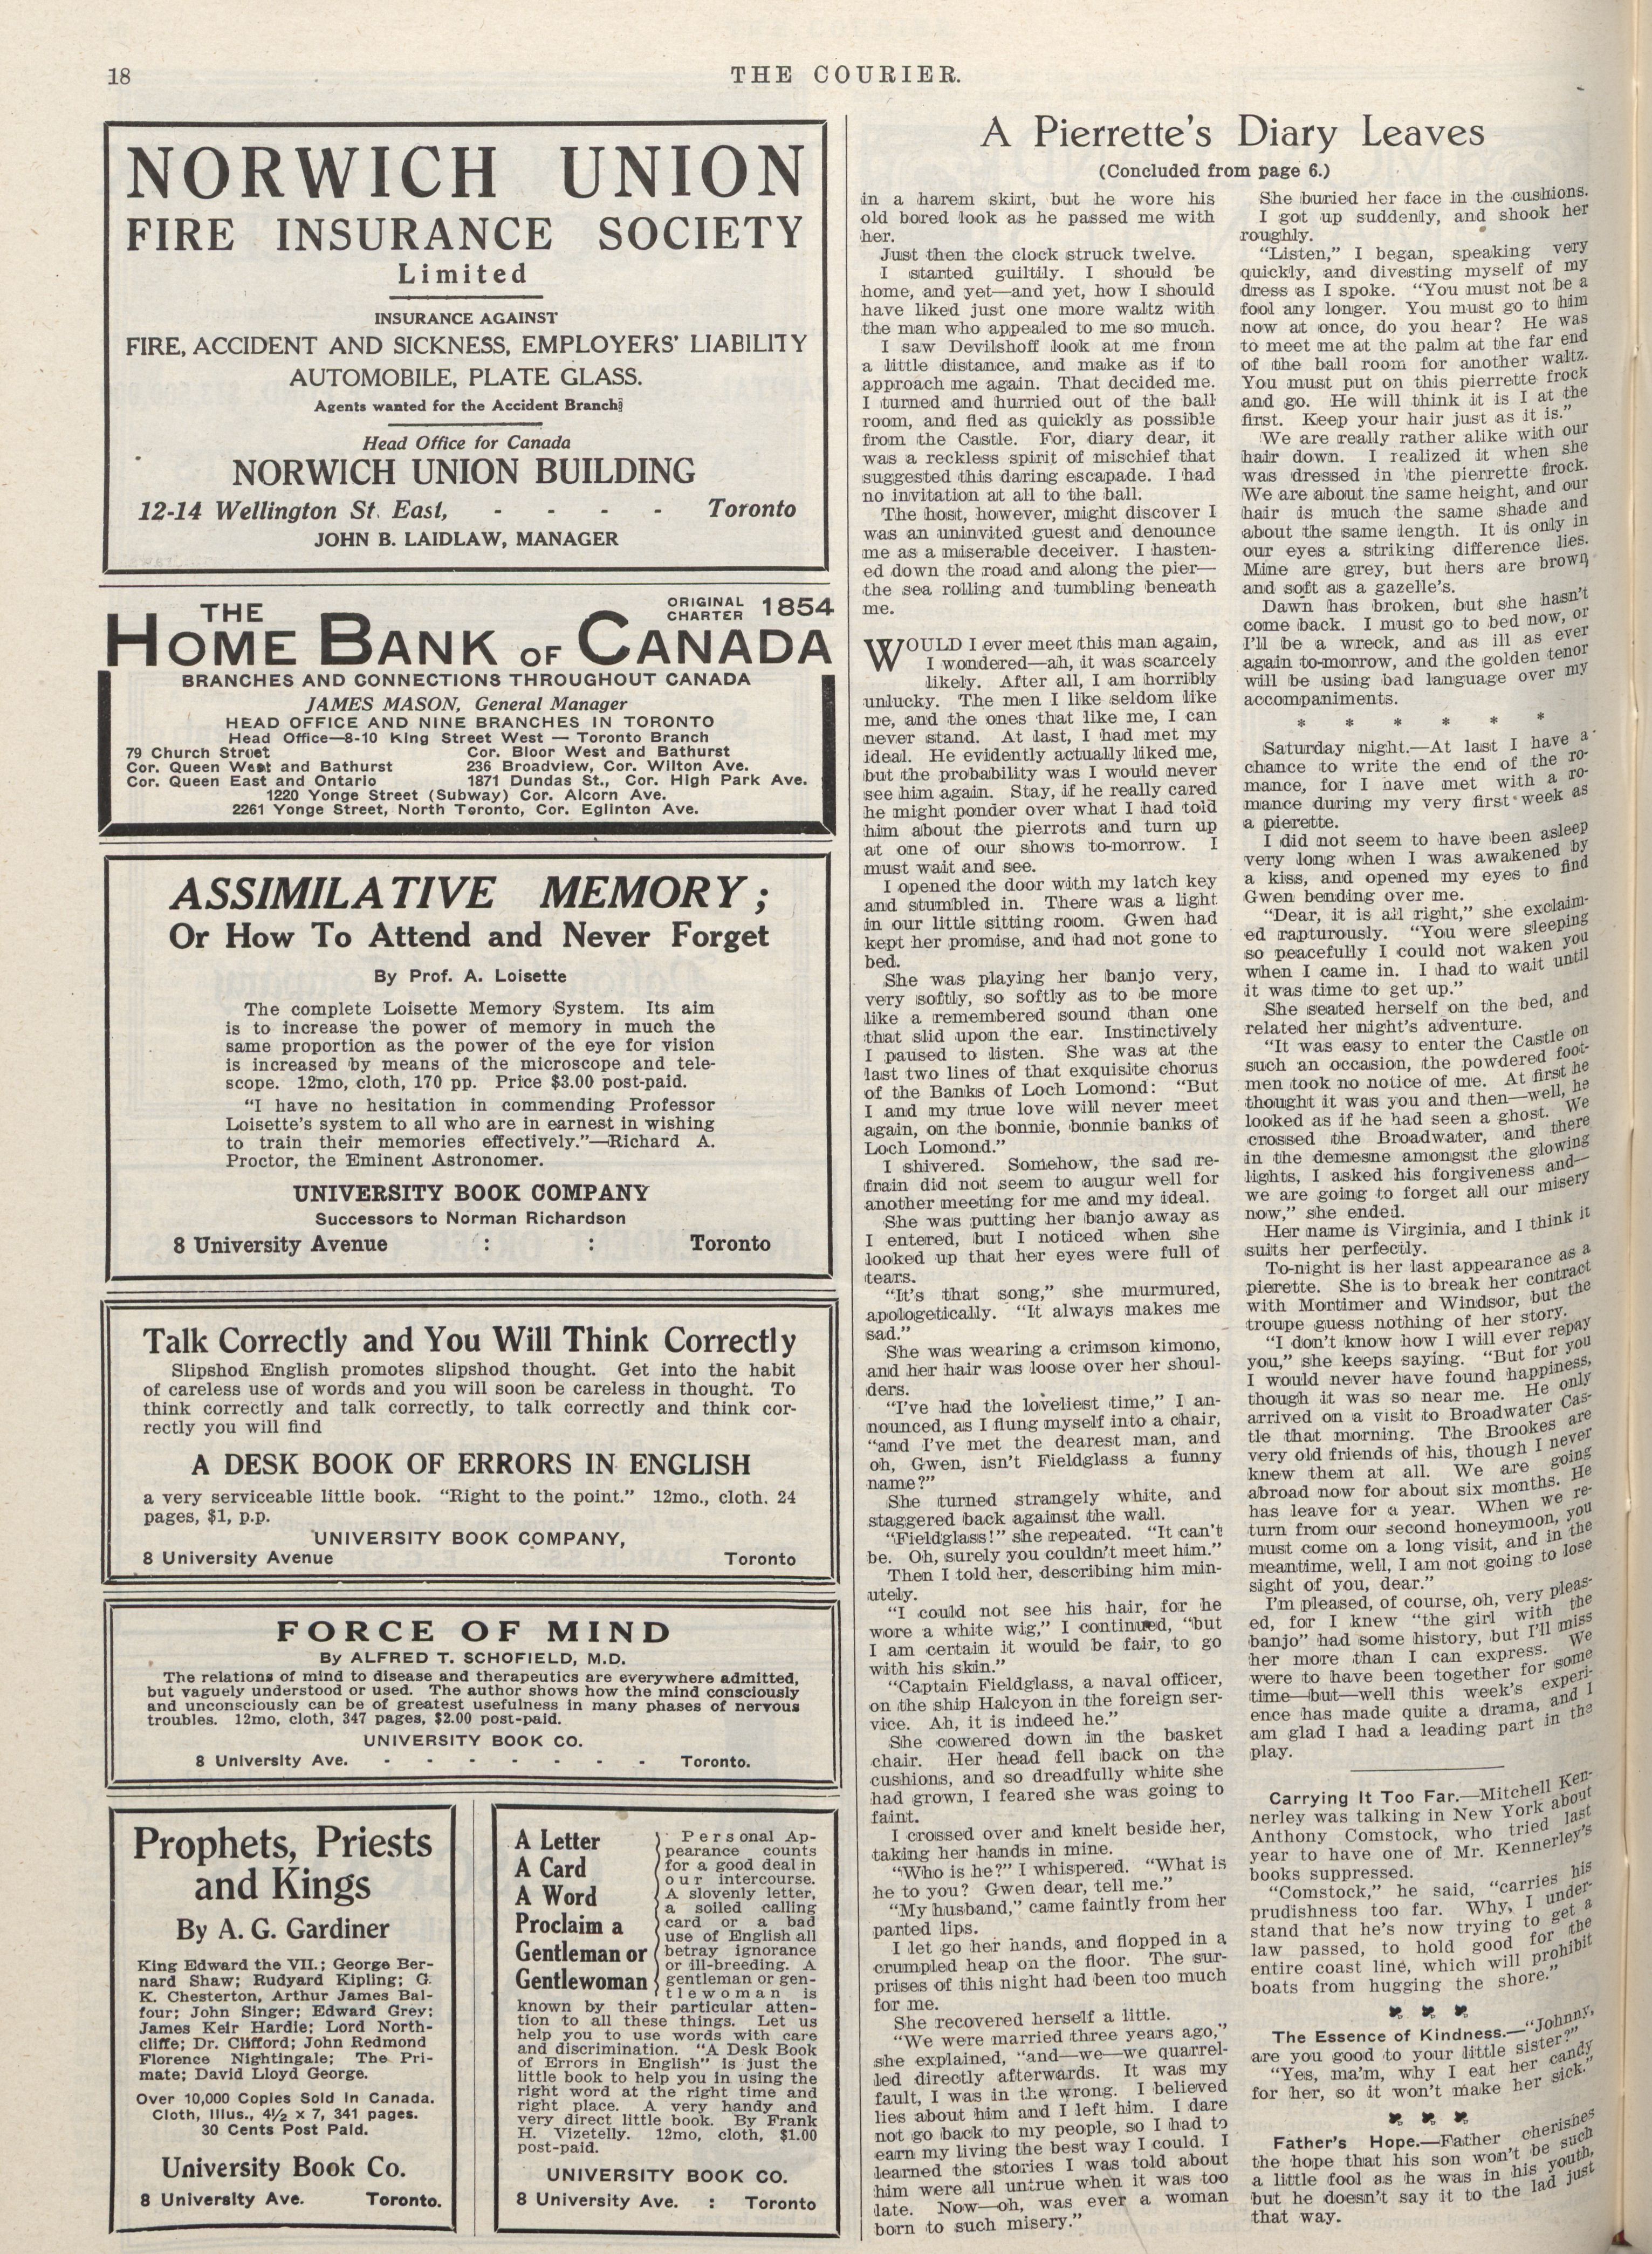 18
THE COURIER.
NORWICH UNION
FIRE INSURANCE SOCIETY
Limited
INSURANCE AGAINST
FIRE, ACCIDENT AND SICKNESS, EMPLOYERS' LIABILITY
AUTOMOBILE, PLATE GLASS.
Agents wanted for the Accident Branch
Head Office for Canada
NORWICH UNION BUILDING
12-14 Wellington St. East, - - - - Toronto
JOHN B. LAIDLAW, MANAGER
THE HOME BANK OF CANADA
ORIGINAL CHARTER 1854
BRANCHES AND CONNECTIONS THROUGHOUT CANADA
JAMES MASON, General Manager
HEAD OFFICE AND NINE BRANCHES IN TORONTO
Head Office—8-10 King Street West — Toronto Branch
79 Church Street Cor. Bloor West and Bathurst
Cor. Queen West and Bathurst 236 Broadview, Cor. Wilton Ave.
Cor. Queen East and Ontario 1871 Dundas St., Cor. High Park Ave.
1220 Yonge Street (Subway) Cor. Alcorn Ave.
2261 Yonge Street, North Toronto, Cor. Eglinton Ave.
ASSIMILATIVE MEMORY;
Or How To Attend and Never Forget
By Prof. A. Loisette
The complete Loisette Memory System. Its aim
is to increase the power of memory in much the
same proportion as the power of the eye for vision
is increased by means of the microscope and tele-
scope. 12mo, cloth, 170 pp. Price $3.00 post-paid.
"I have no hesitation in commending Professor
Loisette's system to all who are in earnest in wishing
to train their memories effectively."—Richard A.
Proctor, the Eminent Astronomer.
UNIVERSITY BOOK COMPANY
Successors to Norman Richardson
8 University Avenue : : Toronto
Talk Correctly and You Will Think Correctly
Slipshod English promotes slipshod thought. Get into the habit
of careless use of words and you will soon be careless in thought. To
think correctly and talk correctly, to talk correctly and think cor-
rectly you will find
A DESK BOOK OF ERRORS IN ENGLISH
a very serviceable little book. "Right to the point." 12mo., cloth. 24
pages, $1, p.p.
UNIVERSITY BOOK COMPANY,
8 University Avenue Toronto
FORCE OF MIND
By ALFRED T. SCHOFIELD, M.D.
The relations of mind to disease and therapeutics are everywhere admitted,
but vaguely understood or used. The author shows how the mind consciously
and unconsciously can be of greatest usefulness in many phases of nervous
troubles. 12mo, cloth, 347 pages, $2.00 post-paid.
UNIVERSITY BOOK CO.
8 University Ave. - - - - - - - Toronto.
Prophets, Priests
and Kings
By A. G. Gardiner
King Edward the VII.; George Ber-
nard Shaw; Rudyard Kipling; G.
K. Chesterton, Arthur James Bal-
four; John Singer; Edward Grey;
James Keir Hardie; Lord North-
cliffe; Dr. Clifford; John Redmond
Florence Nightingale; The Pri-
mate; David Lloyd George.
Over 10,000 Copies Sold in Canada.
Cloth, Illus., 4½ x 7, 341 pages.
30 Cents Post Paid.
University Book Co.
8 University Ave. Toronto.
A Letter
A Card
A Word
Proclaim a
Gentleman or
Gentlewoman
Personal Ap-
pearance counts
for a good deal in
our intercourse.
A slovenly letter,
a soiled calling
card or a bad
use of English all
betray ignorance
or ill-breeding. A
gentleman or gen-
tlewoman is
known by their particular atten-
tion to all these things. Let us
help you to use words with care
and discrimination. "A Desk Book
of Errors in English" is just the
little book to help you in using the
right word at the right time and
right place. A very handy and
very direct little book. By Frank
H. Vizetelly. 12mo, cloth, $1.00
post-paid.
UNIVERSITY BOOK CO.
8 University Ave. : Toronto
A Pierrette's Diary Leaves
(Concluded from page 6.)
in a harem skirt, but he wore his
old bored look as he passed me with
her.
Just then the clock struck twelve.
I started guiltily. I should be
home, and yet—and yet, how I should
have liked just one more waltz with
the man who appealed to me so much.
I saw Devilshoff look at me from
a little distance, and make as if to
approach me again. That decided me.
I turned and hurried out of the ball
room, and fled as quickly as possible
from the Castle. For, diary dear, it
was a reckless spirit of mischief that
suggested this daring escapade. I had
no invitation at all to the ball.
The host, however, might discover I
was an uninvited guest and denounce
me as a miserable deceiver. I hasten-
ed down the road and along the pier—
the sea rolling and tumbling beneath
me.
WOULD I ever meet this man again,
I wondered—ah, it was scarcely
likely. After all, I am horribly
unlucky. The men I like seldom like
me, and the ones that like me, I can
never stand. At last, I had met my
ideal. He evidently actually liked me,
but the probability was I would never
see him again. Stay, if he really cared
he might ponder over what I had told
him about the pierrots and turn up
at one of our shows to-morrow. I
must wait and see.
I opened the door with my latch key
and stumbled in. There was a light
in our little sitting room. Gwen had
kept her promise, and had not gone to
bed.
She was playing her banjo very,
very softly, so softly as to be more
like a remembered sound than one
that slid upon the ear. Instinctively
I paused to listen. She was at the
last two lines of that exquisite chorus
of the Banks of Loch Lomond: "But
I and my true love will never meet
again, on the bonnie, bonnie banks of
Loch Lomond."
I shivered. Somehow, the sad re-
frain did not seem to augur well for
another meeting for me and my ideal.
She was putting her banjo away as
I entered, but I noticed when she
looked up that her eyes were full of
tears.
"It's that song," she murmured,
apologetically. "It always makes me
sad."
She was wearing a crimson kimono,
and her hair was loose over her shoul-
ders.
"I've had the loveliest time," I an-
nounced, as I flung myself into a chair,
"and I've met the dearest man, and
oh, Gwen, isn't Fieldglass a funny
name?"
She turned strangely white, and
staggered back against the wall.
"Fieldglass!" she repeated. "It can't
be. Oh, surely you couldn't meet him."
Then I told her, describing him min-
utely.
"I could not see his hair, for he
wore a white wig," I continued, "but
I am certain it would be fair, to go
with his skin."
"Captain Fieldglass, a naval officer,
on the ship Halcyon in the foreign ser-
vice. Ah, it is indeed he."
She cowered down in the basket
chair. Her head fell back on the
cushions, and so dreadfully white she
had grown, I feared she was going to
faint.
I crossed over and knelt beside her,
taking her hands in mine.
"Who is he?" I whispered. "What is
he to you? Gwen dear, tell me."
"My husband," came faintly from her
parted lips.
I let go her hands, and flopped in a
crumpled heap on the floor. The sur-
prises of this night had been too much
for me.
She recovered herself a little.
"We were married three years ago,"
she explained, "and—we—we quarrel-
led directly afterwards. It was my
fault, I was in the wrong. I believed
lies about him and I left him. I dare
not go back to my people, so I had to
earn my living the best way I could. I
learned the stories I was told about
him were all untrue when it was too
late. Now—oh, was ever a woman
born to such misery."
She buried her face in the cushions.
I got up suddenly, and shook her
roughly.
"Listen," I began, speaking very
quickly, and divesting myself of my
dress as I spoke. "You must not be a
fool any longer. You must go to him
now at once, do you hear? He was
to meet me at the palm at the far end
of the ball room for another waltz.
You must put on this pierrette frock
and go. He will think it is I at the
first. Keep your hair just as it is."
We are really rather alike with our
hair down. I realized it when she
was dressed in the pierrette frock.
We are about the same height, and our
hair is much the same shade and
about the same length. It is only in
our eyes a striking difference lies.
Mine are grey, but hers are brown
and soft as a gazelle's.
Dawn has broken, but she hasn't
come back. I must go to bed now, or
I'll be a wreck, and as ill as ever
again to-morrow, and the golden tenor
will be using bad language over my
accompaniments.
* * * * * *
Saturday night.—At last I have a
chance to write the end of the ro-
mance, for I have met with a ro-
mance during my very first week as
a pierette.
I did not seem to have been asleep
very long when I was awakened by
a kiss, and opened my eyes to find
Gwen bending over me.
"Dear, it is all right," she exclaim-
ed rapturously. "You were sleeping
so peacefully I could not waken you
when I came in. I had to wait until
it was time to get up."
She seated herself on the bed, and
related her night's adventure.
"It was easy to enter the Castle on
such an occasion, the powdered foot-
men took no notice of me. At first he
thought it was you and then—well, he
looked as if he had seen a ghost. We
crossed the Broadwater, and there
in the demesne amongst the glowing
lights, I asked his forgiveness and—
we are going to forget all our misery
now," she ended.
Her name is Virginia, and I think it
suits her perfectly.
To-night is her last appearance as a
pierette. She is to break her contract
with Mortimer and Windsor, but the
troupe guess nothing of her story.
"I don't know how I will ever repay
you," she keeps saying. "But for you
I would never have found happiness,
though it was so near me. He only
arrived on a visit to Broadwater Cas-
tle that morning. The Brookes are
very old friends of his, though I never
knew them at all. We are going
abroad now for about six months. He
has leave for a year. When we re-
turn from our second honeymoon, you
must come on a long visit, and in the
meantime, well, I am not going to lose
sight of you, dear."
I'm pleased, of course, oh, very pleas-
ed, for I knew "the girl with the
banjo" had some history, but I'll miss
her more than I can express. We
were to have been together for some
time—but—well this week's experi-
ence has made quite a drama, and I
am glad I had a leading part in the
play.
Carrying It Too Far.—Mitchell Ken-
nerley was talking in New York about
Anthony Comstock, who tried last
year to have one of Mr. Kennerley's
books suppressed.
"Comstock," he said, "carries his
prudishness too far. Why, I under-
stand that he's now trying to get a
law passed, to hold good for the
entire coast line, which will prohibit
boats from hugging the shore."
The Essence of Kindness.—"Johnny,
are you good to your little sister?"
"Yes, ma'm, why I eat her candy
for her, so it won't make her sick."
Father's Hope.—Father cherishes
the hope that his son won't be such
a little fool as he was in his youth,
but he doesn't say it to the lad just
that way.